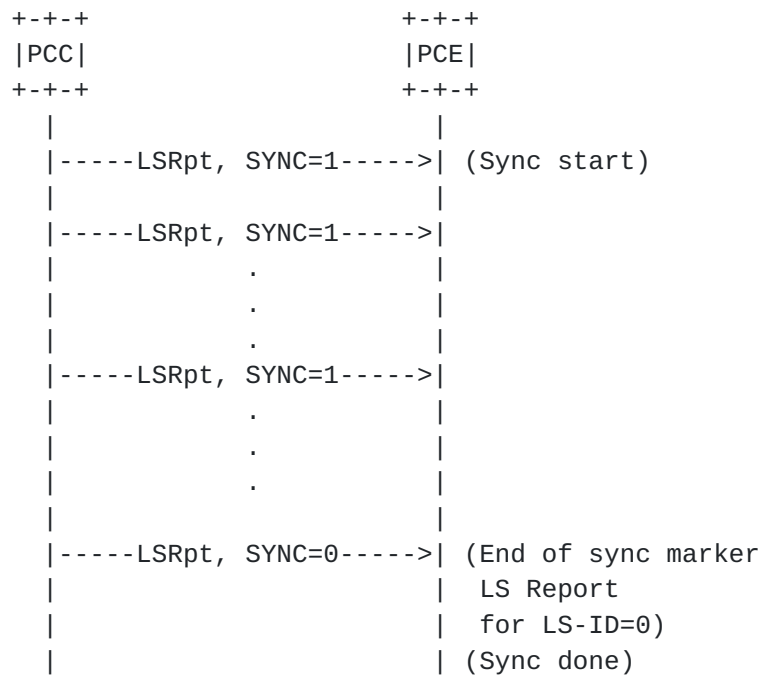 +-+-+                    +-+-+
|PCC|                    |PCE|
+-+-+                    +-+-+
  |                        |
  |-----LSRpt, SYNC=1----->| (Sync start)
  |                        |
  |-----LSRpt, SYNC=1----->|
  |            .           |
  |            .           |
  |            .           |
  |-----LSRpt, SYNC=1----->|
  |            .           |
  |            .           |
  |            .           |
  |                        |
  |-----LSRpt, SYNC=0----->| (End of sync marker
  |                        |  LS Report
  |                        |  for LS-ID=0)
  |                        | (Sync done)